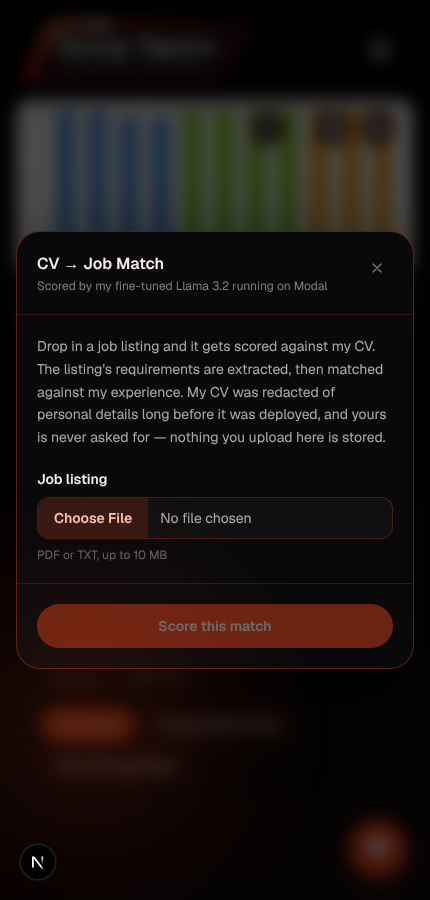 CV → Job Match
Scored by my fine-tuned Llama 3.2 running on Modal
Drop in a job listing and it gets scored against my CV.
The listing's requirements are extracted, then matched
against my experience. My CV was redacted of
personal details long before it was deployed, and yours
is never asked for — nothing you upload here is stored.
Job listing
Choose File No file chosen
PDF or TXT, up to 10 MB
Score this match
N